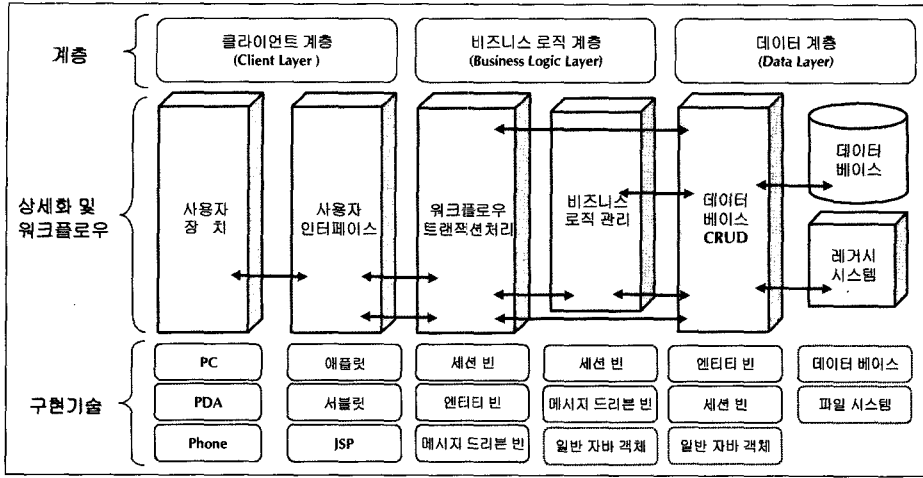 계층
클라이언트 계층
(Client Layer )
비즈니스 로직 계층
(Business Logic Layer)
데이터 계층
(Data Layer)
상세화 및
워크플로우
사용자
장 치
사용자
인터페이스
워크플로우
트랜잭션처리
비즈니스
로직 관리
데이터
베이스
CRUD
데이터
베이스
레거시
시스템
구현기술
PC
애플릿
세션 빈
세션 빈
엔티티 빈
데이터 베이스
PDA
서블릿
엔티티 빈
메시지 드리븐 빈
세션 빈
파일 시스템
Phone
JSP
메시지 드리븐 빈
일반 자바 객체
일반 자바 객체